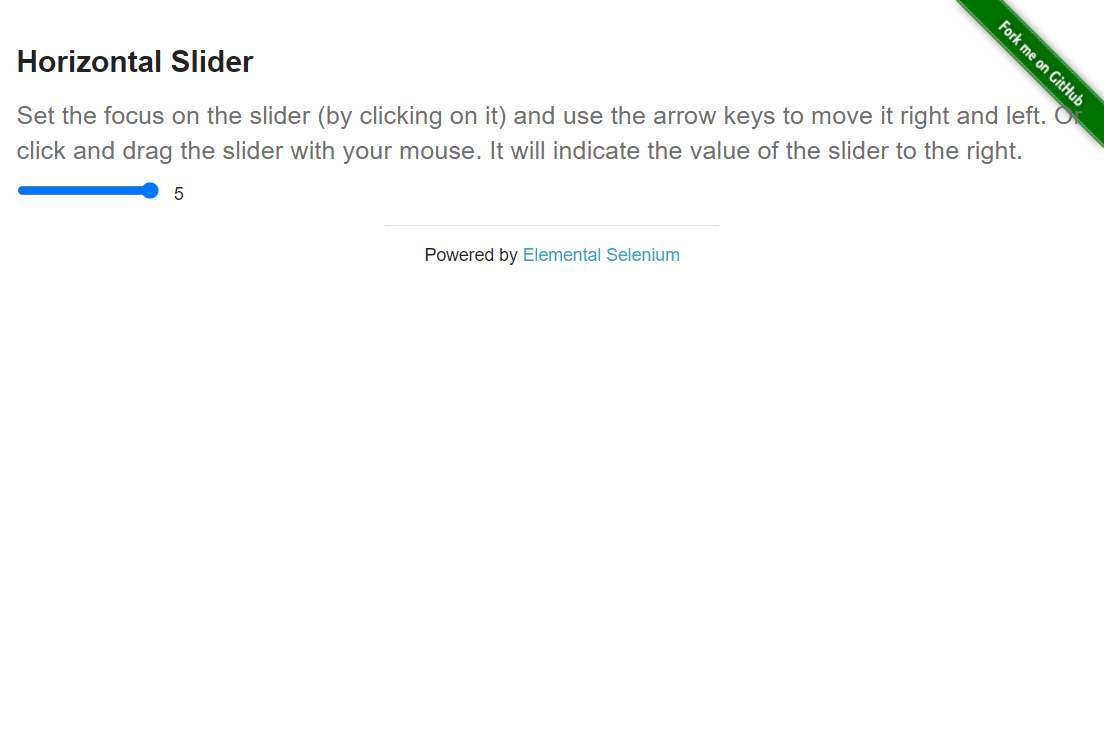 Fork me on GitHub
Horizontal Slider
Set the focus on the slider (by clicking on it) and use the arrow keys to move it right and left. Or
click and drag the slider with your mouse. It will indicate the value of the slider to the right.
5
Powered by Elemental Selenium